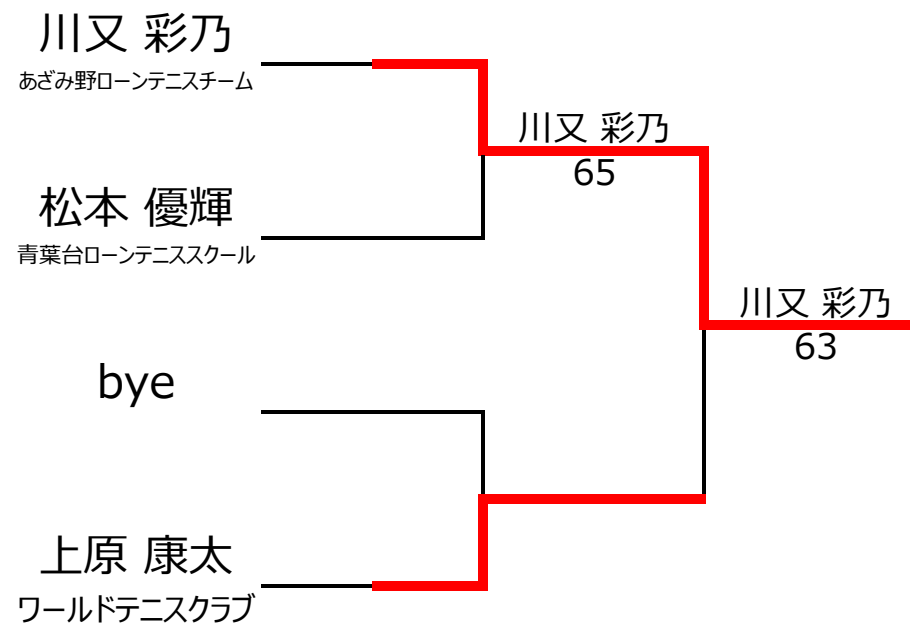 川又 彩乃
あざみ野ローンテニスチーム
川又 彩乃
65
松本 優輝
青葉台ローンテニススクール
川又 彩乃
63
bye
上原 康太
ワールドテニスクラブ